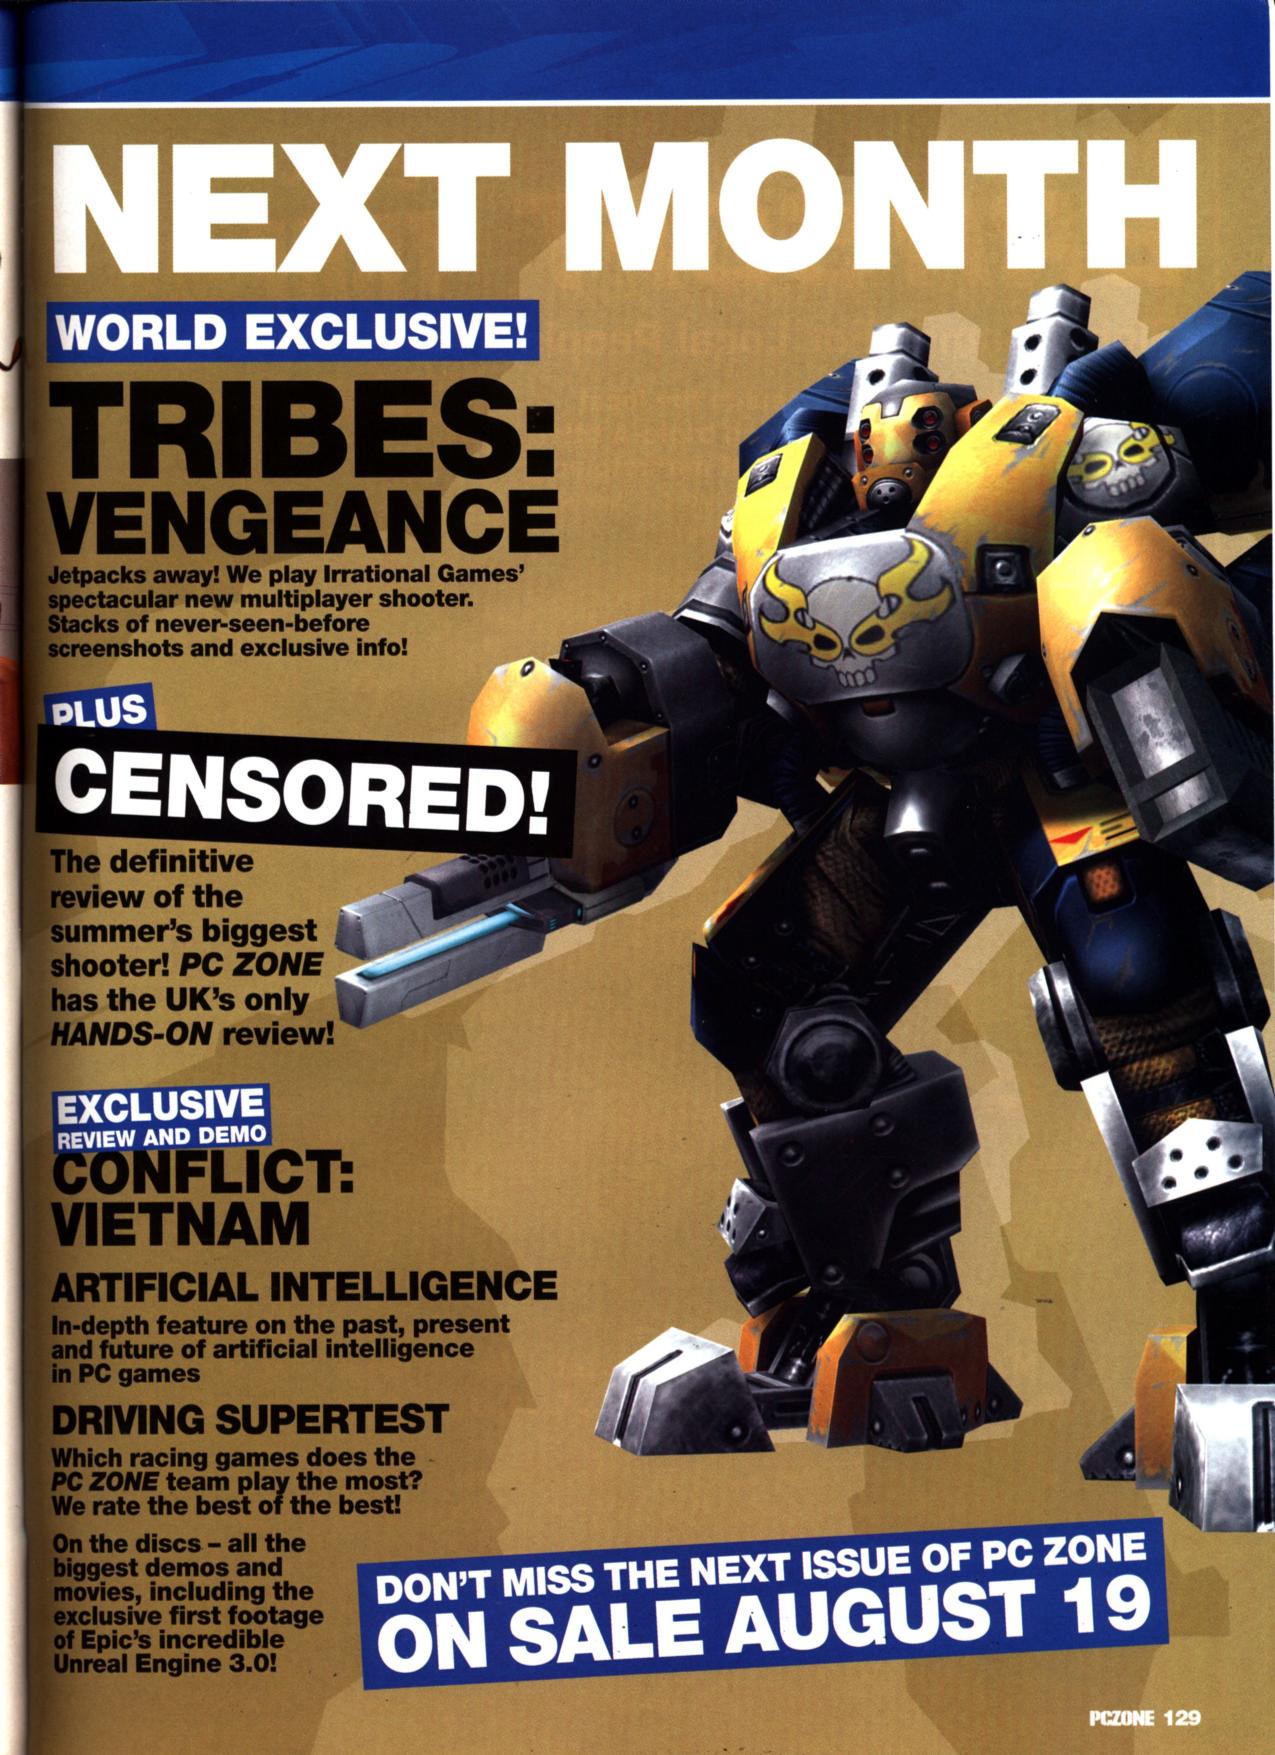 NEXT MONTH
WORLD EXCLUSIVE!
TRIBES:
VENGEANCE
Jetpacks away! We play Irrational Games'
spectacular new multiplayer shooter.
Stacks of never-seen-before
screenshots and exclusive info!
PLUS
CENSORED!
The definitive
review of the
summer's biggest
shooter! PC ZONE
has the UK's only
HANDS-ON review!
EXCLUSIVE
REVIEW AND DEMO
CONFLICT:
VIETNAM
ARTIFICIAL INTELLIGENCE
In-depth feature on the past, present
and future of artificial intelligence
in PC games
DRIVING SUPERTEST
Which racing games does the
PC ZONE team play the most?
We rate the best of the best!
On the discs – all the
biggest demos and
movies, including the
exclusive first footage
of Epic's incredible
Unreal Engine 3.0!
DON'T MISS THE NEXT ISSUE OF PC ZONE
ON SALE AUGUST 19
PCZONE 129